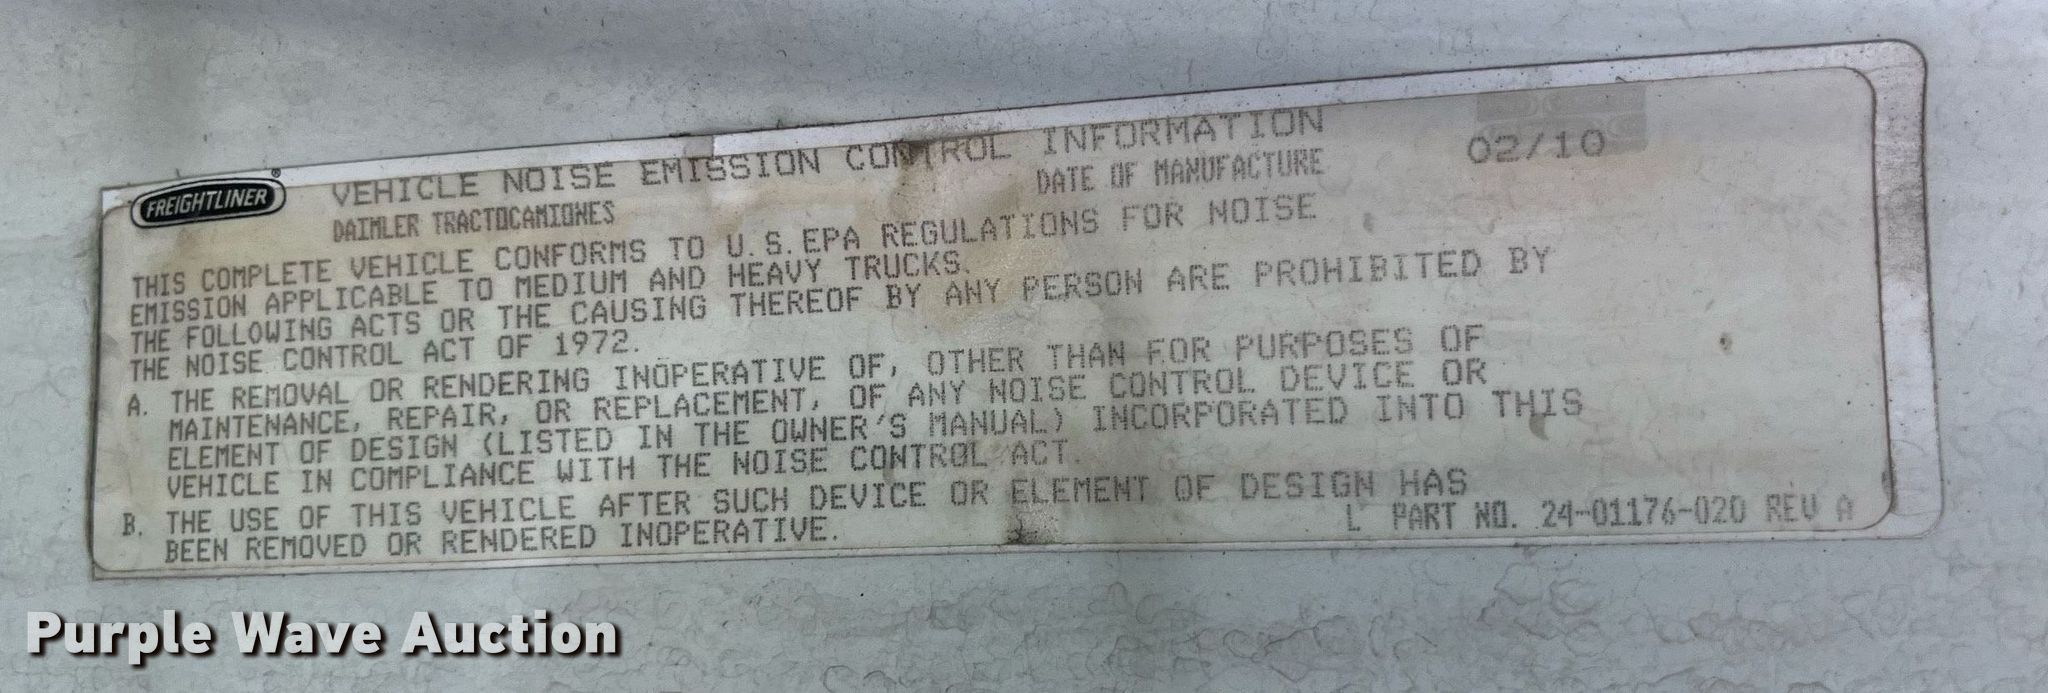 FREIGHTLINER®
VEHICLE NOISE EMISSION CONTROL INFORMATION
DAIMLER TRACTOCAMIONES
DATE OF MANUFACTURE 02/10
THIS COMPLETE VEHICLE CONFORMS TO U.S.EPA REGULATIONS FOR NOISE
EMISSION APPLICABLE TO MEDIUM AND HEAVY TRUCKS.
THE FOLLOWING ACTS OR THE CAUSING THEREOF BY ANY PERSON ARE PROHIBITED BY
THE NOISE CONTROL ACT OF 1972.
A. THE REMOVAL OR RENDERING INOPERATIVE OF, OTHER THAN FOR PURPOSES OF
MAINTENANCE, REPAIR, OR REPLACEMENT, OF ANY NOISE CONTROL DEVICE OR
ELEMENT OF DESIGN (LISTED IN THE OWNER'S MANUAL) INCORPORATED INTO THIS
VEHICLE IN COMPLIANCE WITH THE NOISE CONTROL ACT.
B. THE USE OF THIS VEHICLE AFTER SUCH DEVICE OR ELEMENT OF DESIGN HAS
BEEN REMOVED OR RENDERED INOPERATIVE.
L PART NO. 24-01176-020 REV A
Purple Wave Auction